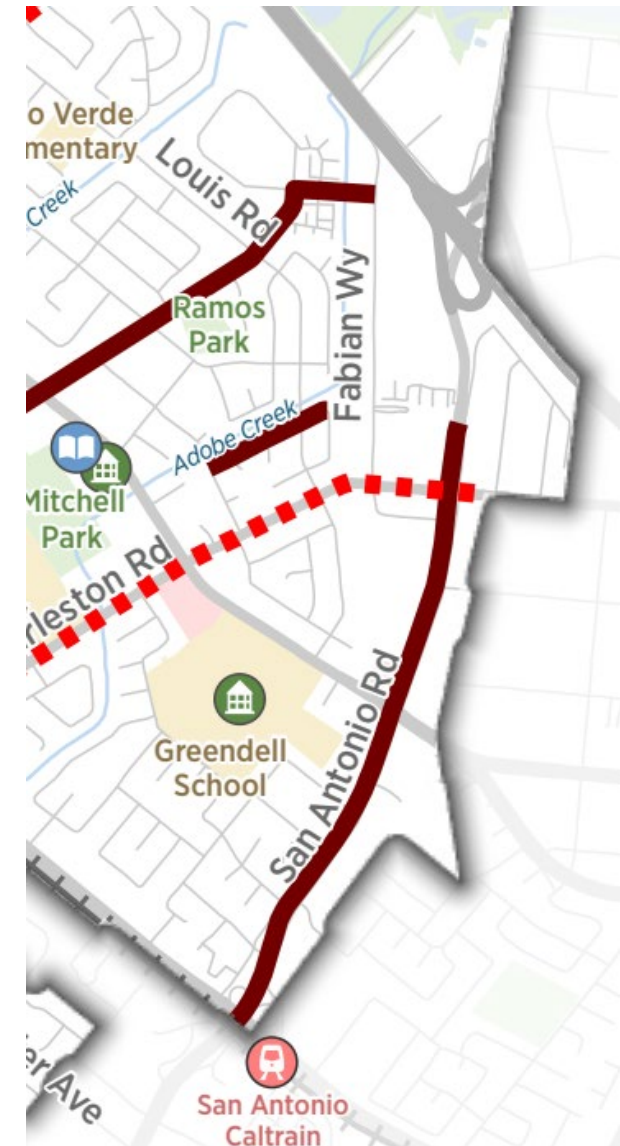 o Verde
mentary
Creek
Louis Rd
Ramos
Park
Fabian Wy
Adobe Creek
Mitchell
Park
rleston Rd
Greendell
School
San Antonio Rd
er Ave
San Antonio
Caltrain